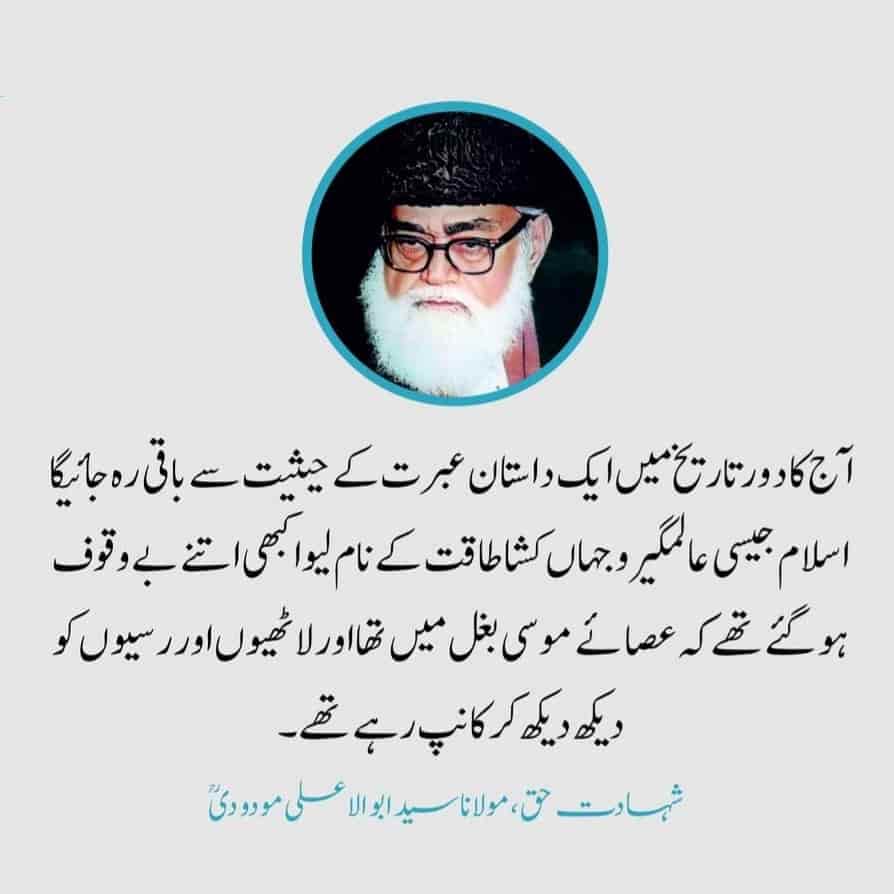 آج کا دور تاریخ میں ایک داستان عبرت کے حیثیت سے باقی رہ جائیگا
اسلام جیسی عالمگیر و جہاں کشا طاقت کے نام لیوا کبھی اتنے بے وقوف
ہو گئے تھے کہ عصائے موسی بغل میں تھا اور لاٹھیوں اور رسیوں کو
دیکھ دیکھ کر کانپ رہے تھے۔
شہادت حق، مولانا سید ابوالاعلی مودودیؒ